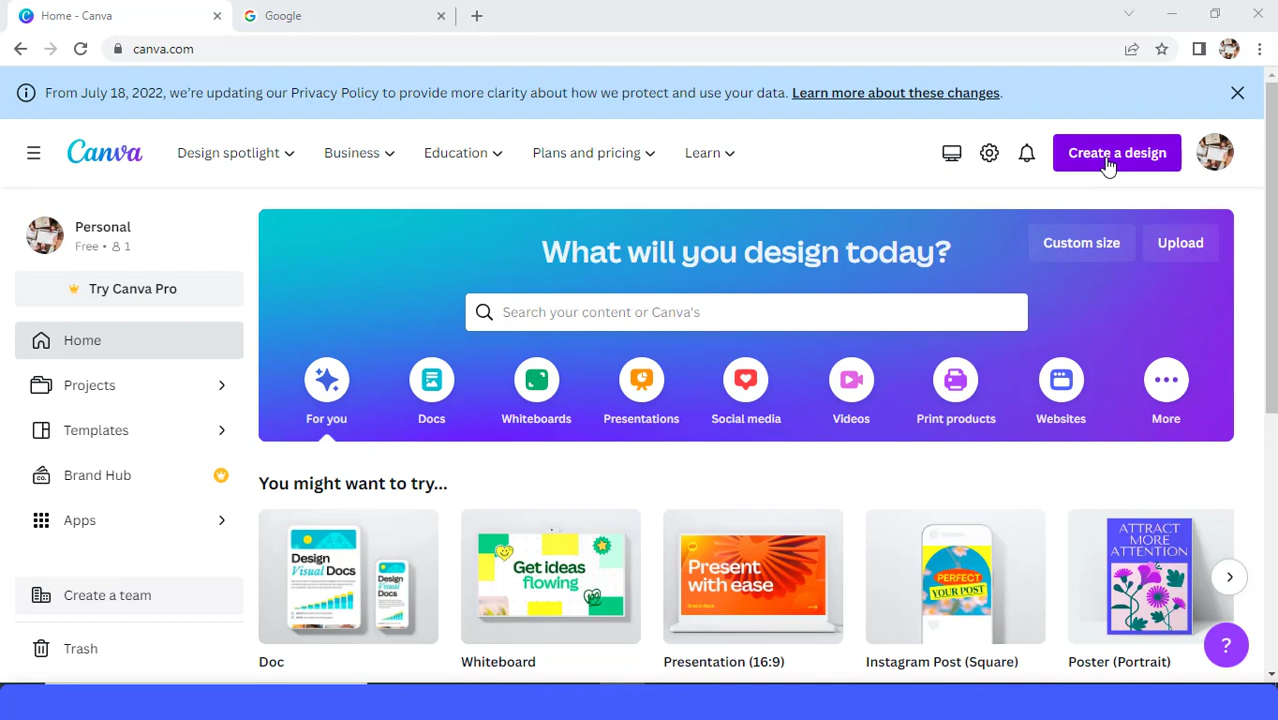 Home - Canva
Google
canva.com
From July 18, 2022, we're updating our Privacy Policy to provide more clarity about how we protect and use your data. Learn more about these changes.
Canva
Design spotlight
Business
Education
Plans and pricing
Learn
Create a design
Personal
Free • 1
Try Canva Pro
Home
Projects
Templates
Brand Hub
Apps
Create a team
Trash
What will you design today?
Custom size
Upload
Search your content or Canva's
For you
Docs
Whiteboards
Presentations
Social media
Videos
Print products
Websites
More
You might want to try...
Design
Visual Docs
Design
Visual Docs
Get ideas
flowing
Present
with ease
PERFECT
YOUR POST
ATTRACT
MORE
ATTENTION
Doc
Whiteboard
Presentation (16:9)
Instagram Post (Square)
Poster (Portrait)
?